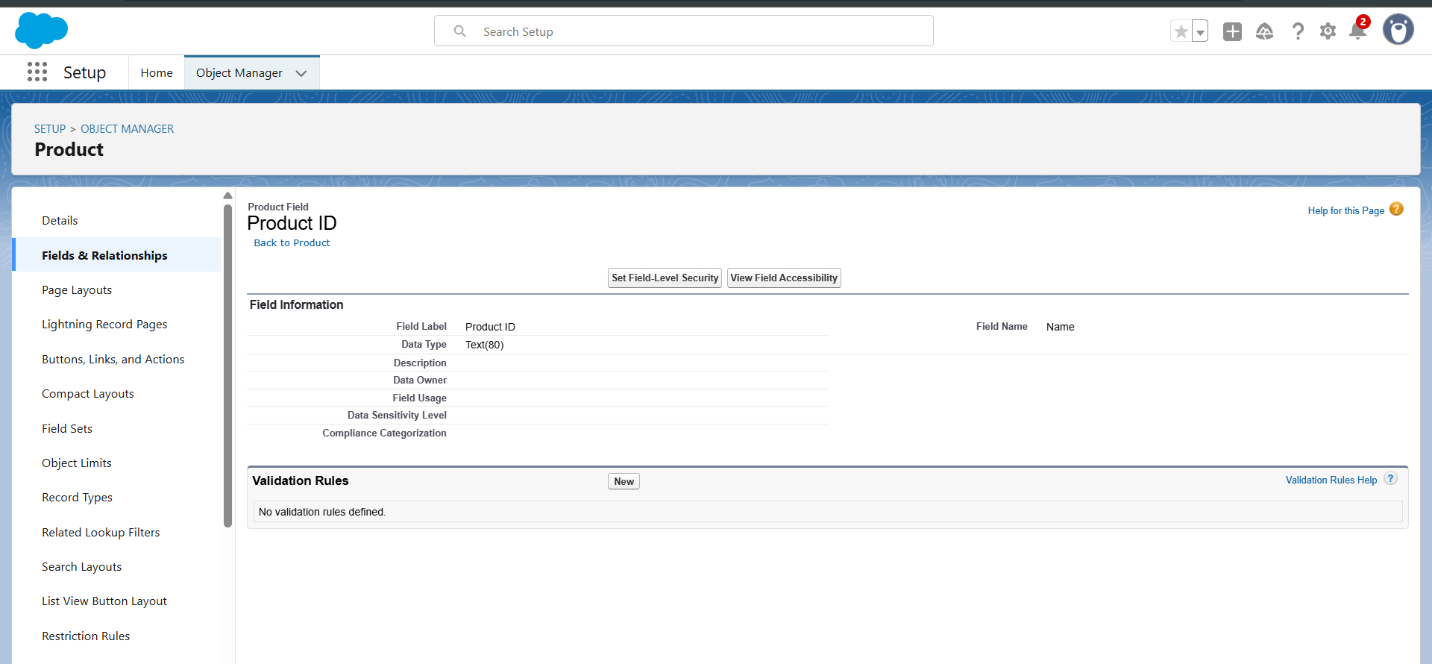 Search Setup
2
Setup
Home
Object Manager
SETUP > OBJECT MANAGER
Product
Details
Fields & Relationships
Page Layouts
Lightning Record Pages
Buttons, Links, and Actions
Compact Layouts
Field Sets
Object Limits
Record Types
Related Lookup Filters
Search Layouts
List View Button Layout
Restriction Rules
Product Field
Product ID
Back to Product
Help for this Page ?
Set Field-Level Security View Field Accessibility
Field Information
Field Label Product ID Field Name Name
Data Type Text(80)
Description
Data Owner
Field Usage
Data Sensitivity Level
Compliance Categorization
Validation Rules New Validation Rules Help ?
No validation rules defined.